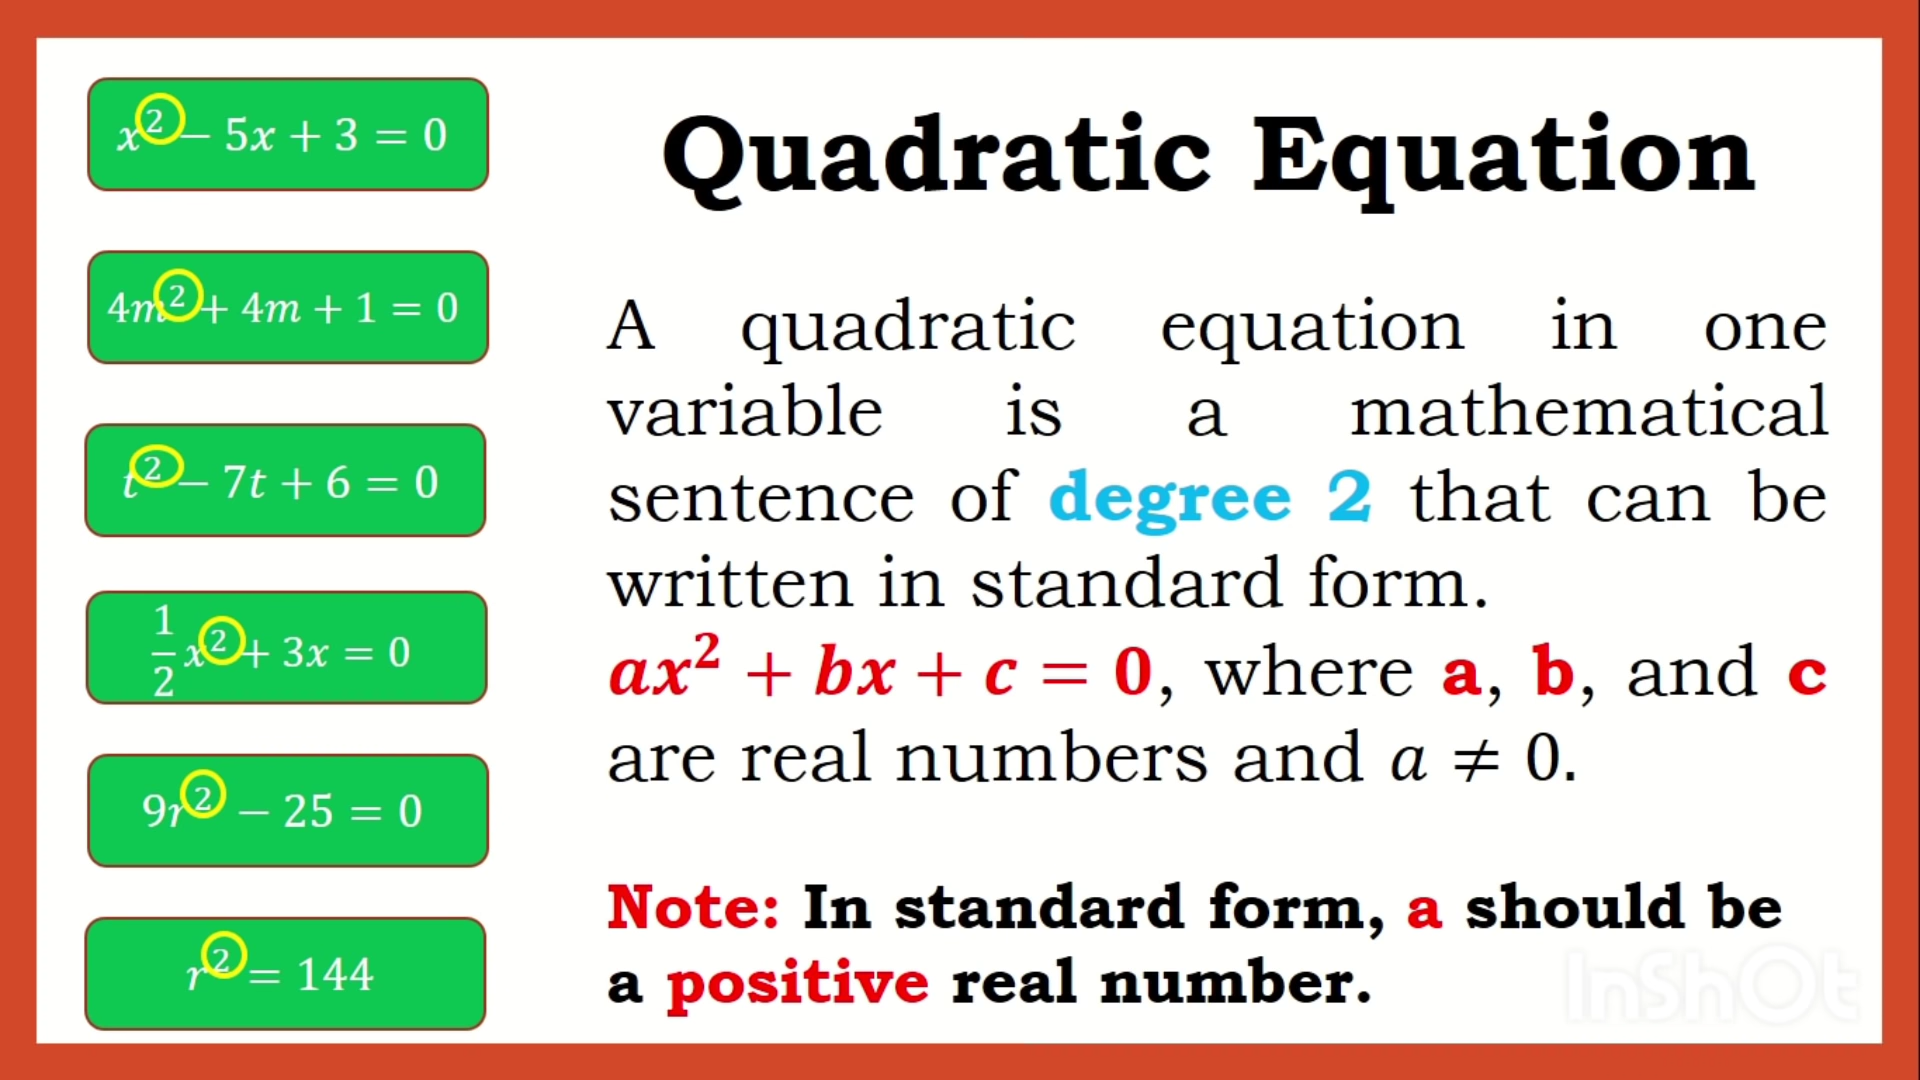 x² − 5x + 3 = 0
4m² + 4m + 1 = 0
t² − 7t + 6 = 0
1/2 x² + 3x = 0
9r² − 25 = 0
r² = 144
Quadratic Equation
A quadratic equation in one
variable is a mathematical
sentence of degree 2 that can be
written in standard form.
ax² + bx + c = 0, where a, b, and c
are real numbers and a ≠ 0.
Note: In standard form, a should be
a positive real number.
InShOt